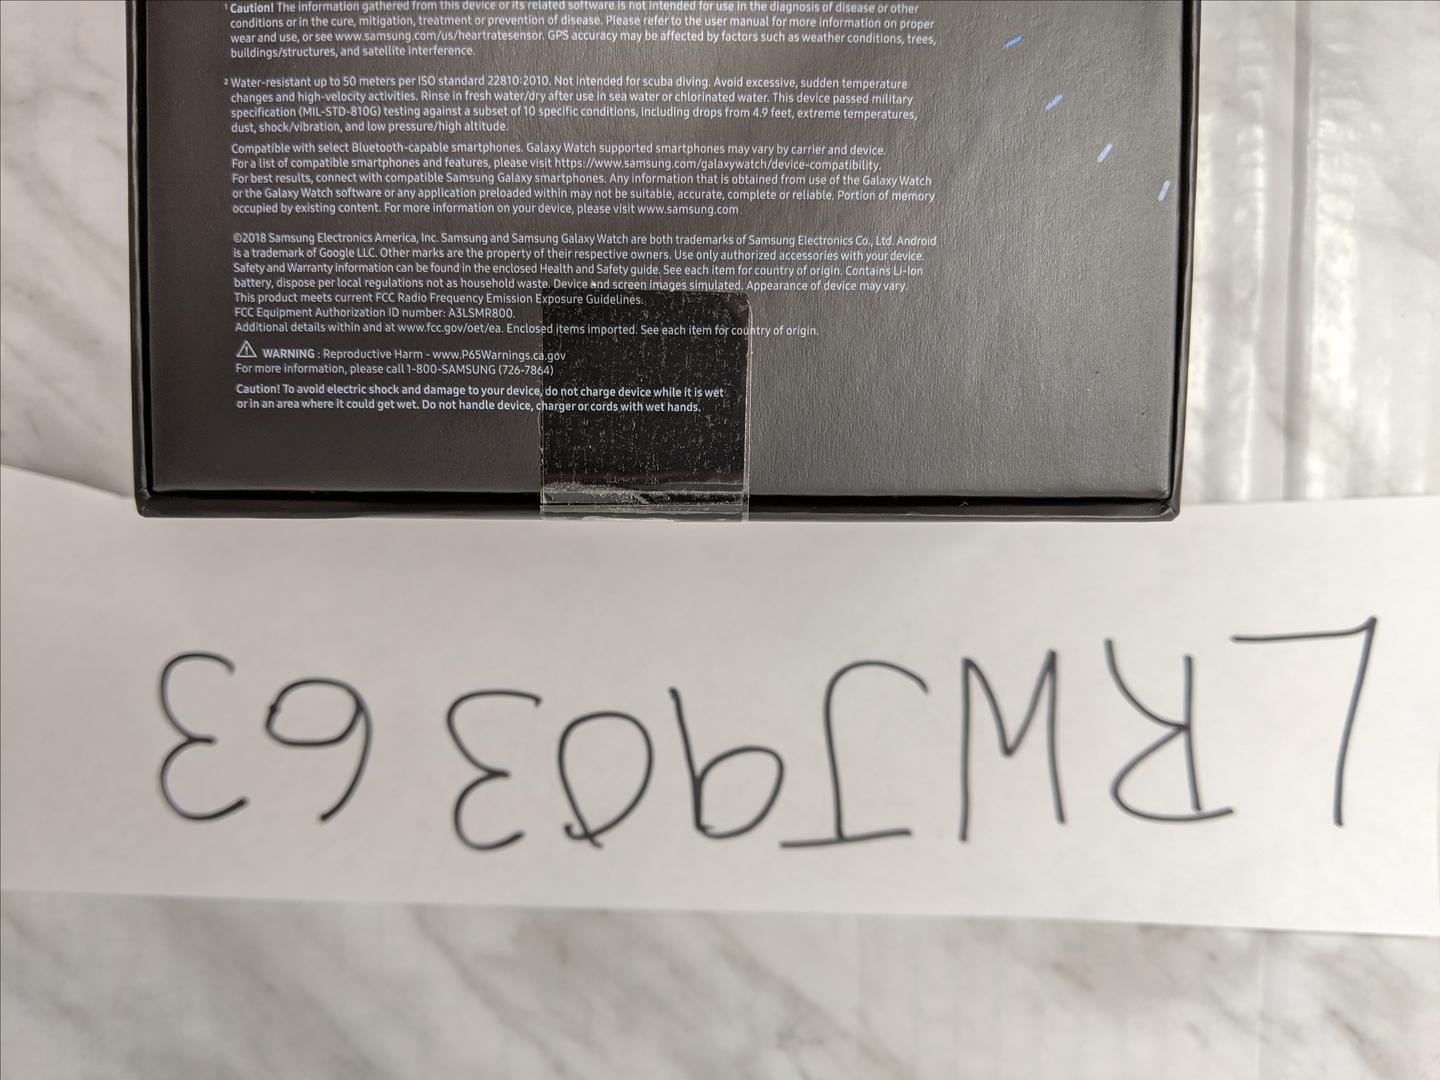 ¹ Caution! The information gathered from this device or its related software is not intended for use in the diagnosis of disease or other
conditions or in the cure, mitigation, treatment or prevention of disease. Please refer to the user manual for more information on proper
wear and use, or see www.samsung.com/us/heartratesensor. GPS accuracy may be affected by factors such as weather conditions, trees,
buildings/structures, and satellite interference.
² Water-resistant up to 50 meters per ISO standard 22810:2010. Not intended for scuba diving. Avoid excessive, sudden temperature
changes and high-velocity activities. Rinse in fresh water/dry after use in sea water or chlorinated water. This device passed military
specification (MIL-STD-810G) testing against a subset of 10 specific conditions, including drops from 4.9 feet, extreme temperatures,
dust, shock/vibration, and low pressure/high altitude.
Compatible with select Bluetooth-capable smartphones. Galaxy Watch supported smartphones may vary by carrier and device.
For a list of compatible smartphones and features, please visit https://www.samsung.com/galaxywatch/device-compatibility.
For best results, connect with compatible Samsung Galaxy smartphones. Any information that is obtained from use of the Galaxy Watch
or the Galaxy Watch software or any application preloaded within may not be suitable, accurate, complete or reliable. Portion of memory
occupied by existing content. For more information on your device, please visit www.samsung.com
©2018 Samsung Electronics America, Inc. Samsung and Samsung Galaxy Watch are both trademarks of Samsung Electronics Co., Ltd. Android
is a trademark of Google LLC. Other marks are the property of their respective owners. Use only authorized accessories with your device.
Safety and Warranty information can be found in the enclosed Health and Safety guide. See each item for country of origin. Contains Li-Ion
battery, dispose per local regulations not as household waste. Device and screen images simulated. Appearance of device may vary.
This product meets current FCC Radio Frequency Emission Exposure Guidelines.
FCC Equipment Authorization ID number: A3LSMR800.
Additional details within and at www.fcc.gov/oet/ea. Enclosed items imported. See each item for country of origin.
WARNING : Reproductive Harm - www.P65Warnings.ca.gov
For more information, please call 1-800-SAMSUNG (726-7864)
Caution! To avoid electric shock and damage to your device, do not charge device while it is wet
or in an area where it could get wet. Do not handle device, charger or cords with wet hands.
LRWJ90363